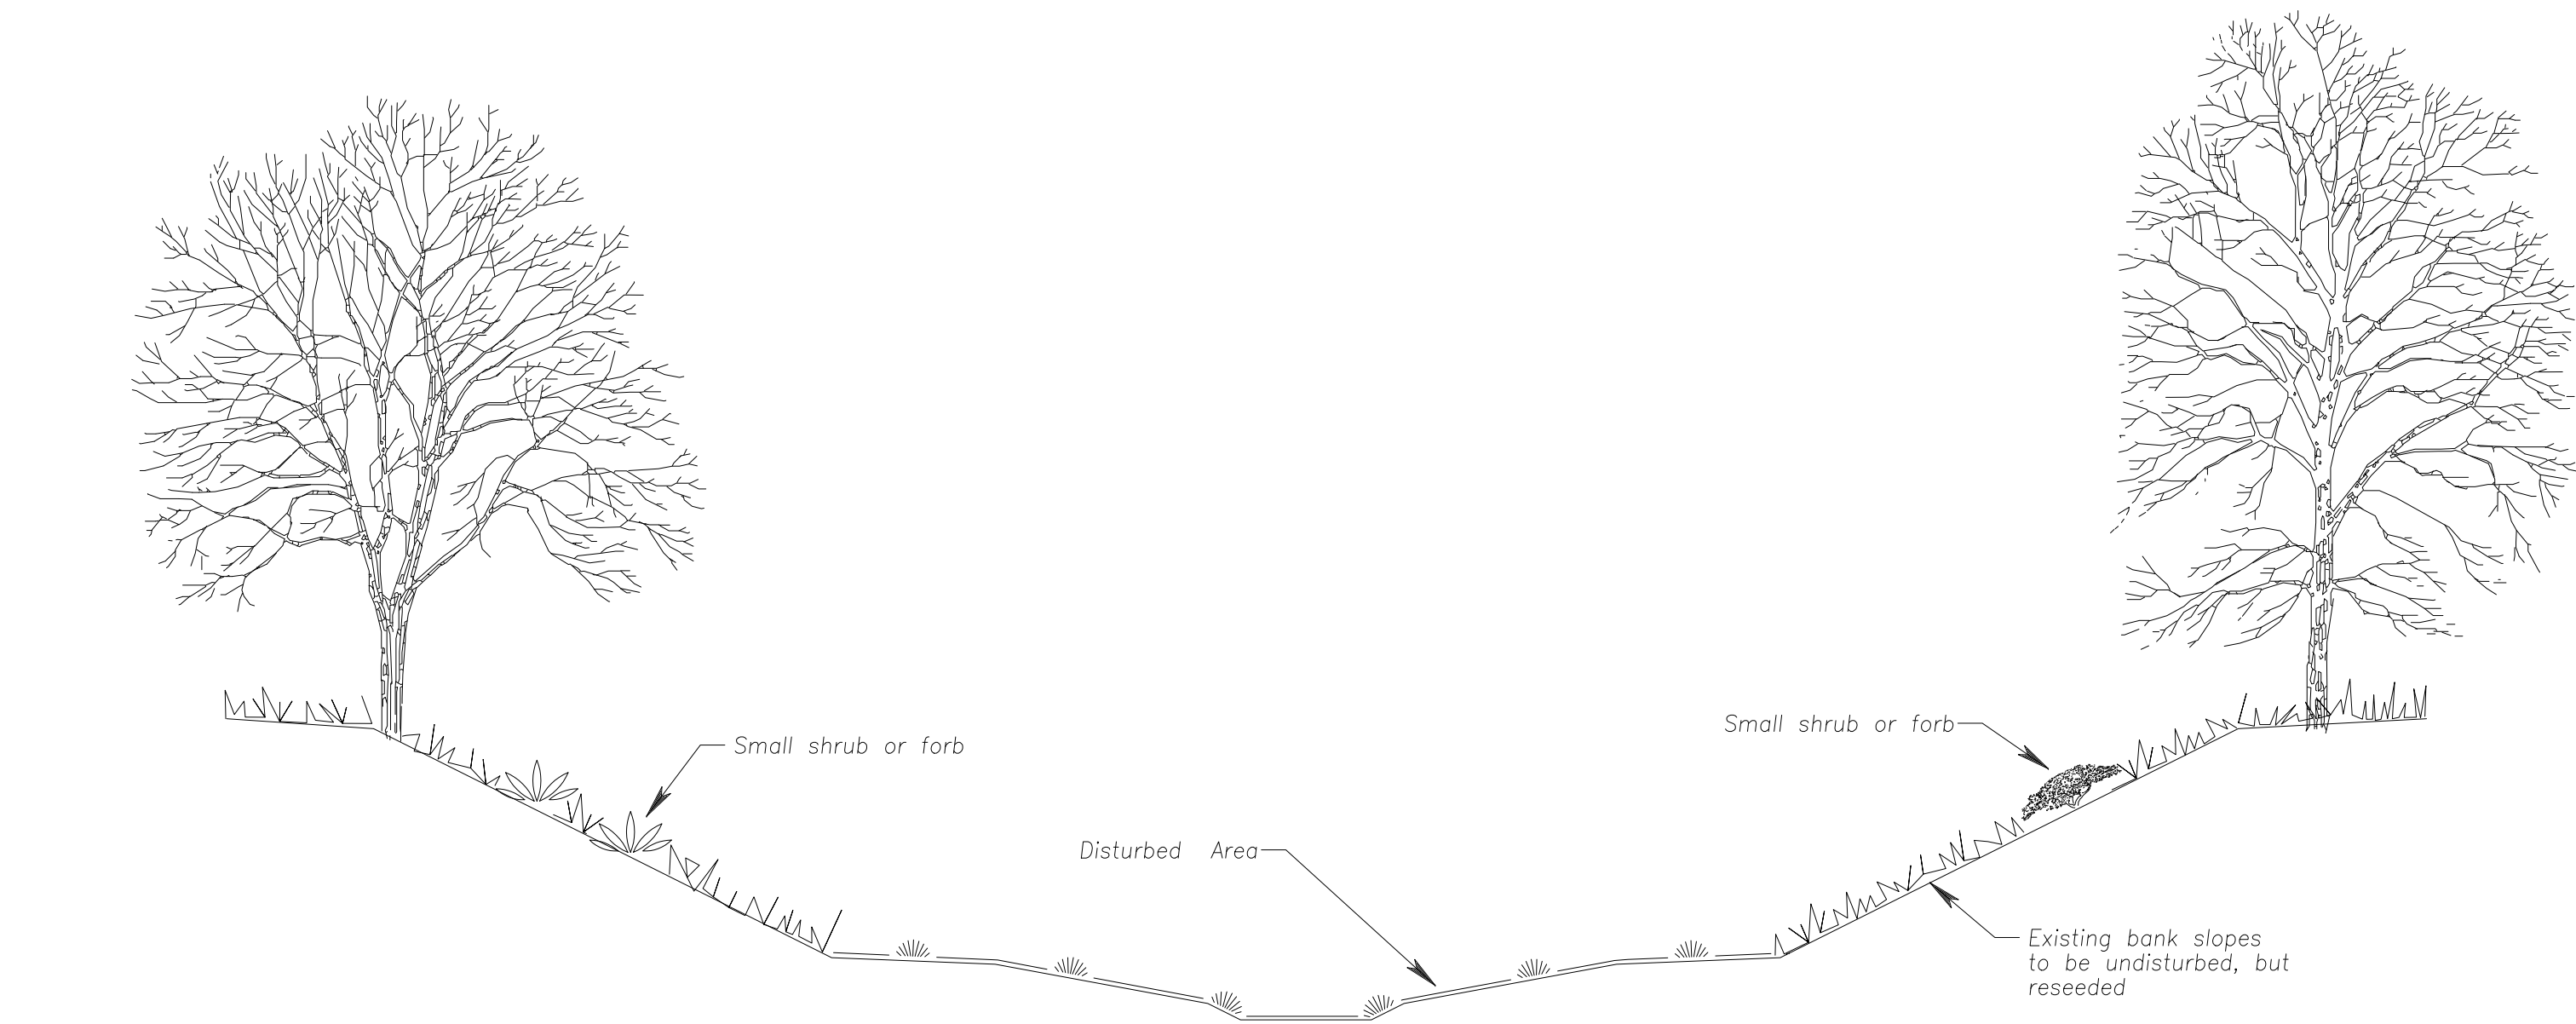 Small shrub or forb
Small shrub or forb
Disturbed Area
Existing bank slopes
to be undisturbed, but
reseeded